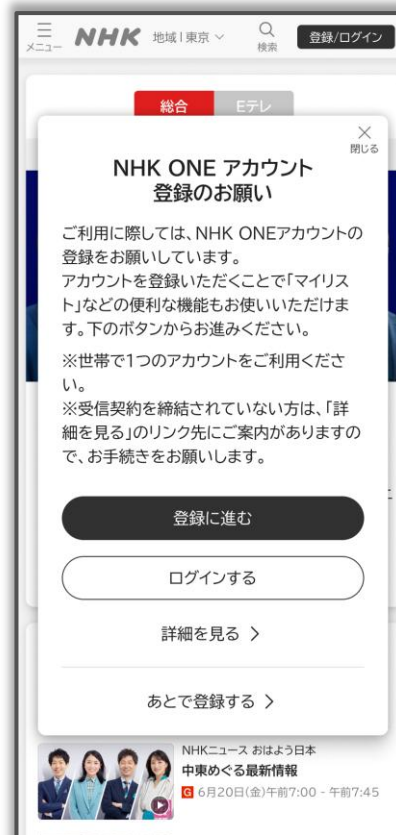 メニュー
NHK
地域 | 東京
検索
登録/ログイン
総合
Eテレ
閉じる
NHK ONE アカウント
登録のお願い
ご利用に際しては、NHK ONEアカウントの
登録をお願いしています。
アカウントを登録いただくことで「マイリス
ト」などの便利な機能もお使いいただけま
す。下のボタンからお進みください。
※世帯で1つのアカウントをご利用くださ
い。
※受信契約を締結されていない方は、「詳
細を見る」のリンク先にご案内がありますの
で、お手続きをお願いします。
登録に進む
ログインする
詳細を見る
あとで登録する
NHKニュース おはよう日本
中東めぐる最新情報
G 6月20日(金)午前7:00 - 午前7:45